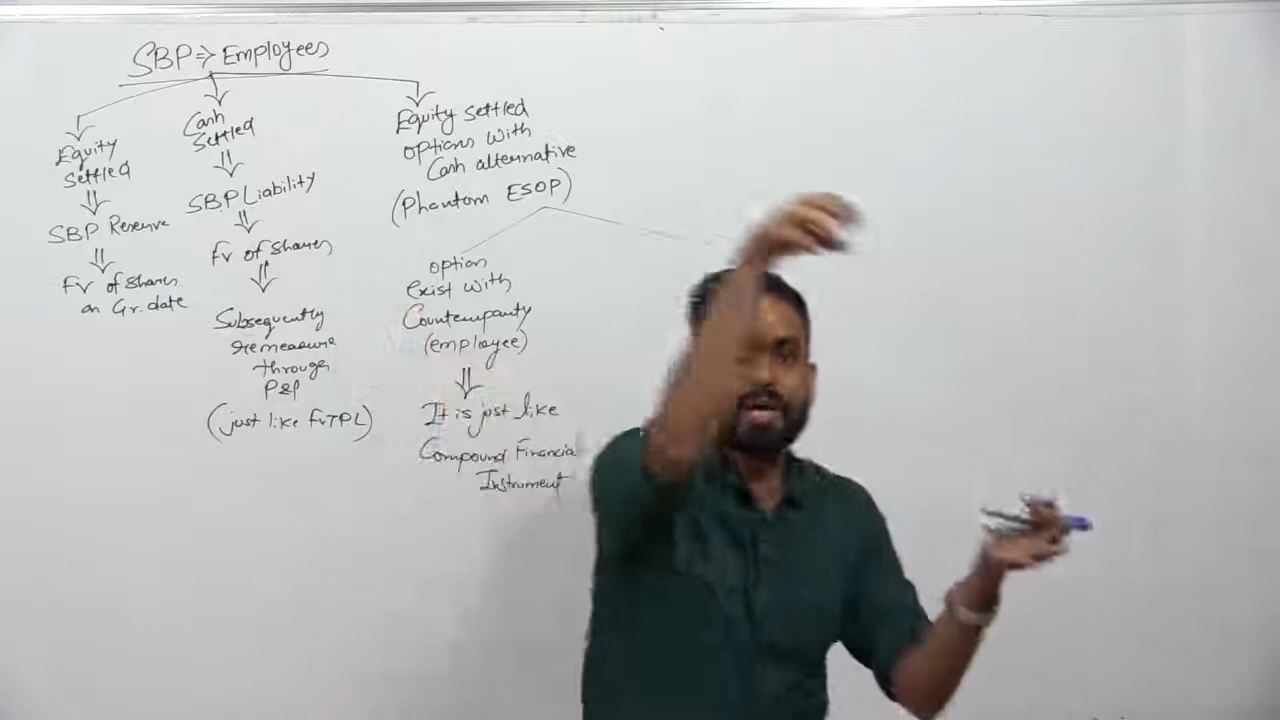 SBP ⇒ Employees
Equity
Settled
SBP Reserve
FV of shares
on Gr. date
Cash
Settled
SBP Liability
FV of shares
Subsequently
remeasure
through
P&L
(just like FVTPL)
Equity settled
options with
Cash alternative
(Phantom ESOP)
option
exist with
Counterparty
(employee)
It is just like
Compound Financial
Instrument